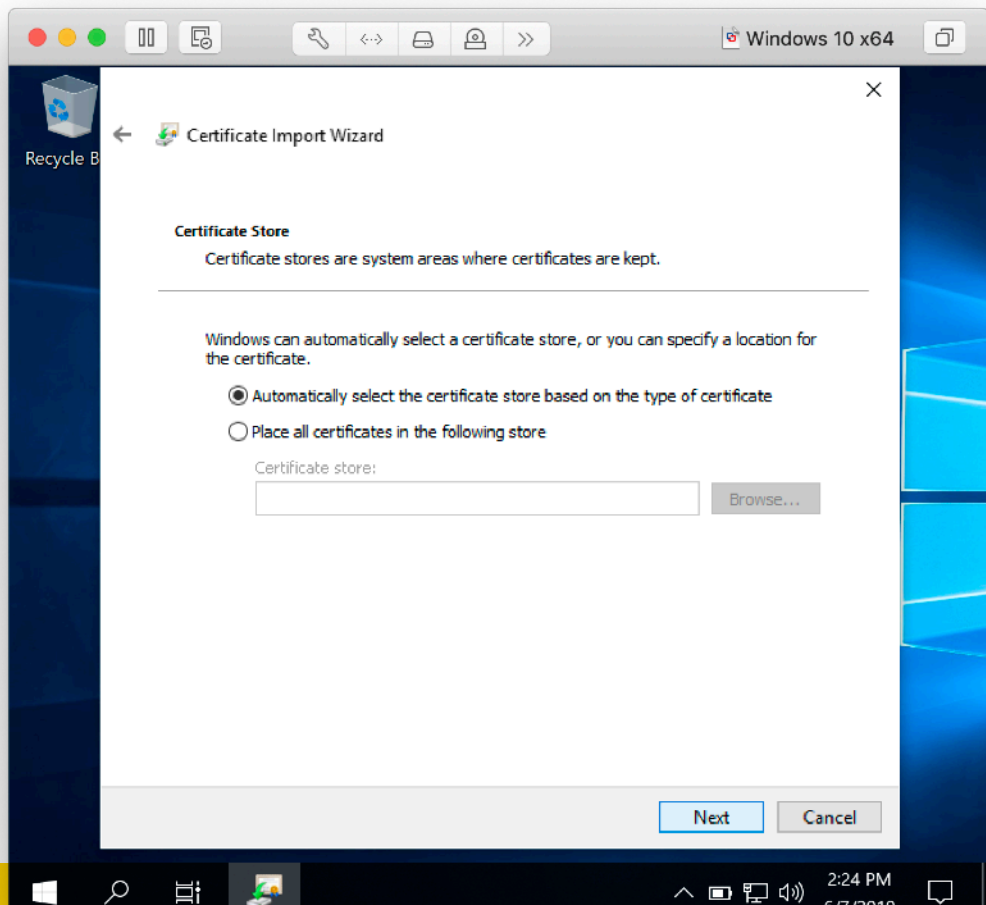 Windows 10 x64
Recycle B
Certificate Import Wizard
Certificate Store
Certificate stores are system areas where certificates are kept.
Windows can automatically select a certificate store, or you can specify a location for
the certificate.
Automatically select the certificate store based on the type of certificate
Place all certificates in the following store
Certificate store:
Browse...
Next
Cancel
2:24 PM